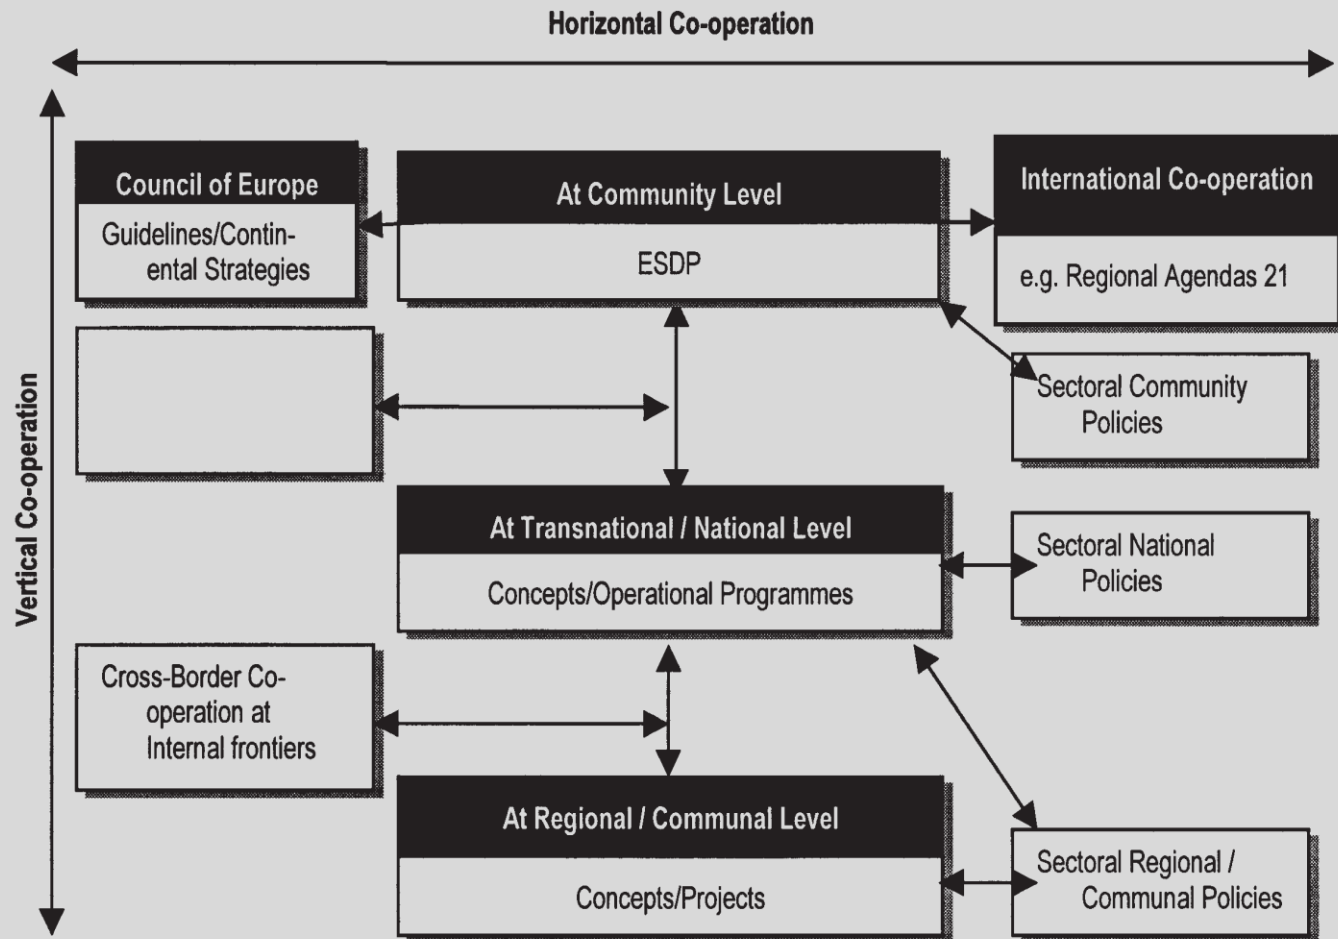 Horizontal Co-operation
Vertical Co-operation
Council of Europe
Guidelines/Contin-
ental Strategies
At Community Level
ESDP
International Co-operation
e.g. Regional Agendas 21
Sectoral Community
Policies
At Transnational / National Level
Concepts/Operational Programmes
Sectoral National
Policies
Cross-Border Co-
operation at
Internal frontiers
At Regional / Communal Level
Concepts/Projects
Sectoral Regional /
Communal Policies